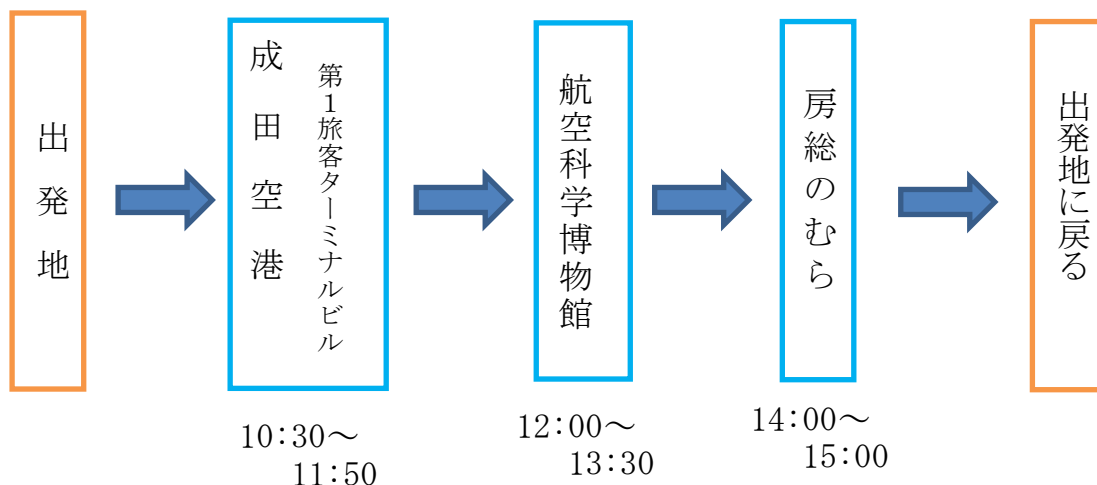 出発地
成田空港
第1旅客ターミナルビル
10:30～
11:50
航空科学博物館
12:00～
13:30
房総のむら
14:00～
15:00
出発地に戻る